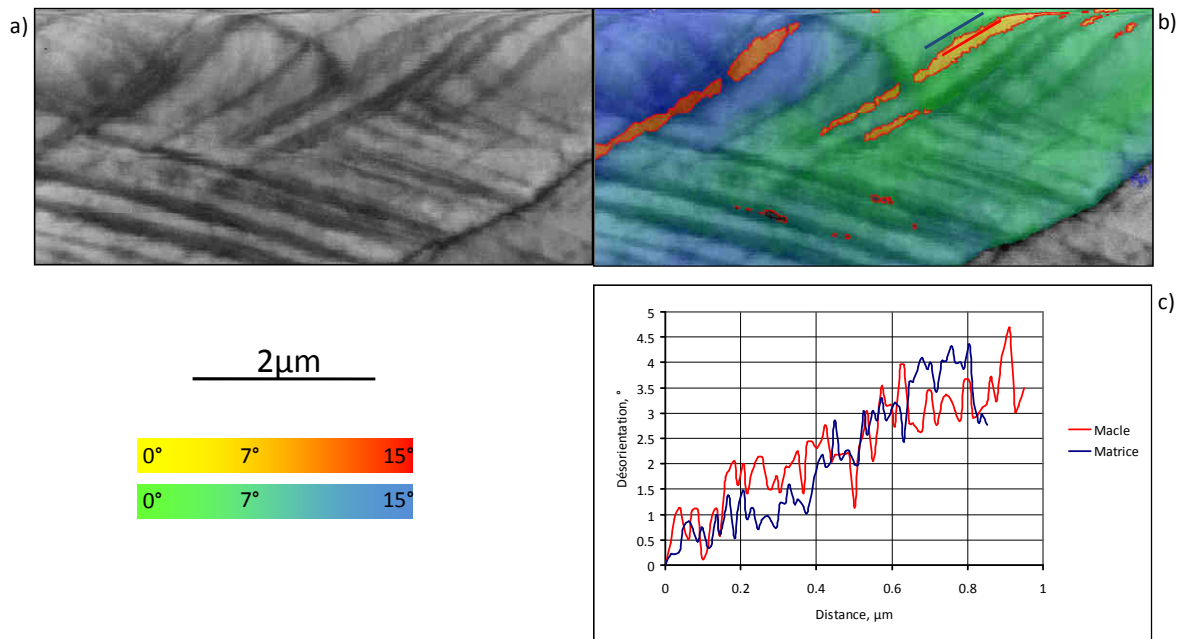 a)
b)
2µm
0° 7° 15°
0° 7° 15°
c)
5
4.5
4
3.5
3
2.5
2
1.5
1
0.5
0
Désorientation, °
0 0.2 0.4 0.6 0.8 1
Distance, µm
Macle
Matrice